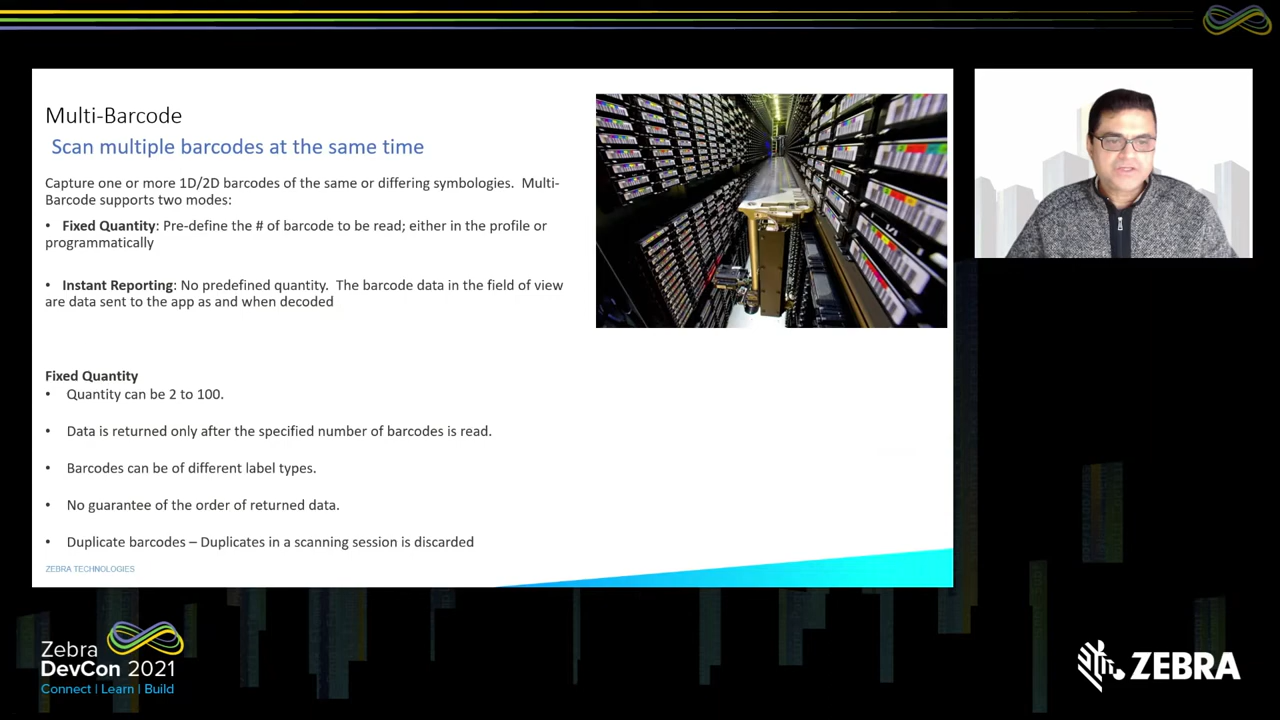 Multi-Barcode
Scan multiple barcodes at the same time
Capture one or more 1D/2D barcodes of the same or differing symbologies.  Multi-
Barcode supports two modes:
• Fixed Quantity: Pre-define the # of barcode to be read; either in the profile or
programmatically
• Instant Reporting: No predefined quantity.  The barcode data in the field of view
are data sent to the app as and when decoded
Fixed Quantity
• Quantity can be 2 to 100.
• Data is returned only after the specified number of barcodes is read.
• Barcodes can be of different label types.
• No guarantee of the order of returned data.
• Duplicate barcodes – Duplicates in a scanning session is discarded
ZEBRA TECHNOLOGIES
Zebra
DevCon 2021
Connect | Learn | Build
ZEBRA